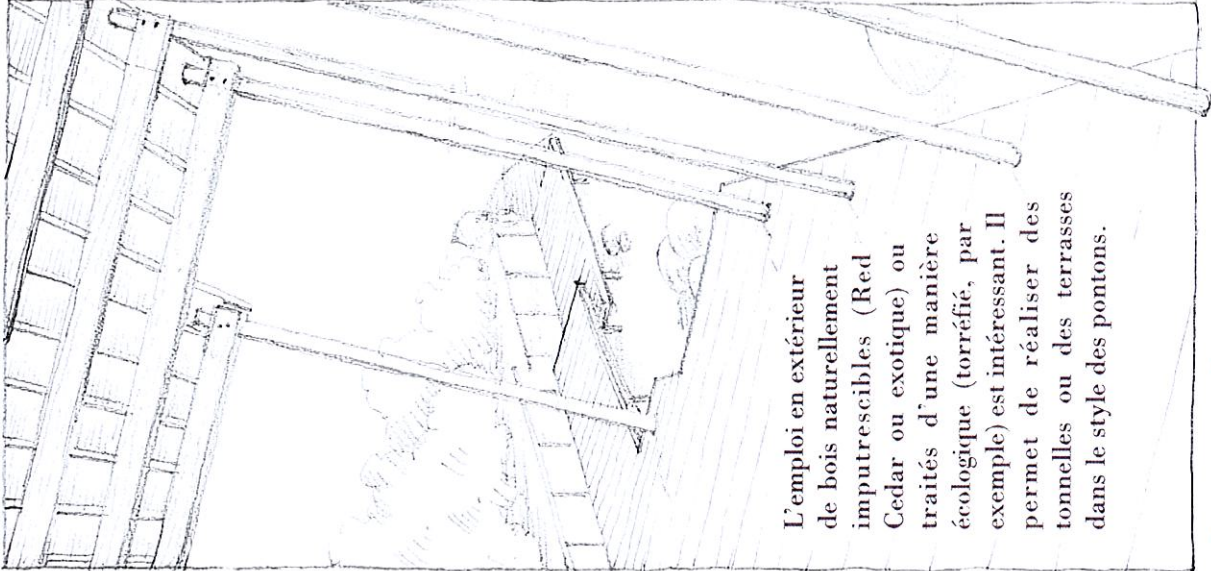 L'emploi en extérieur
de bois naturellement
imputrescibles (Red
Cedar ou exotique) ou
traités d'une manière
écologique (torréfié, par
exemple) est intéressant. Il
permet de réaliser des
tonnelles ou des terrasses
dans le style des pontons.